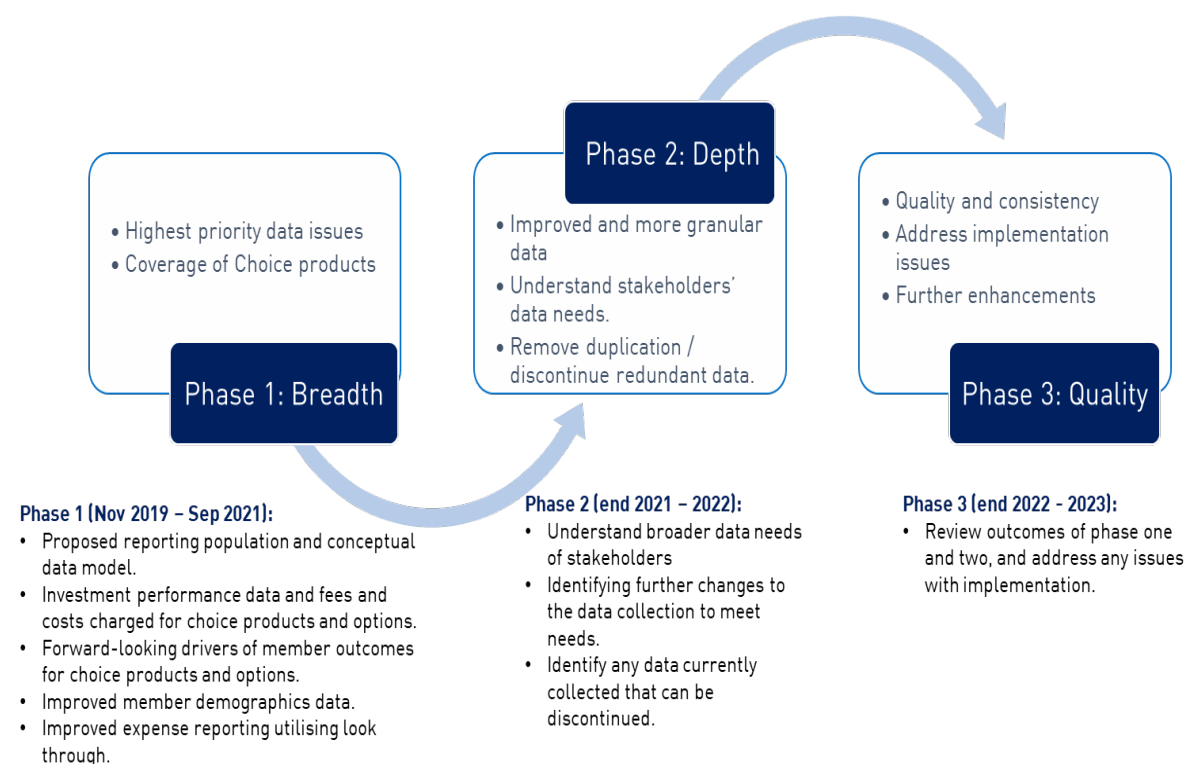 • Highest priority data issues
• Coverage of Choice products
Phase 1: Breadth
Phase 2: Depth
• Improved and more granular
data
• Understand stakeholders’
data needs.
• Remove duplication /
discontinue redundant data.
• Quality and consistency
• Address implementation
issues
• Further enhancements
Phase 3: Quality
Phase 1 (Nov 2019 – Sep 2021):
• Proposed reporting population and conceptual
data model.
• Investment performance data and fees and
costs charged for choice products and options.
• Forward-looking drivers of member outcomes
for choice products and options.
• Improved member demographics data.
• Improved expense reporting utilising look
through.
Phase 2 (end 2021 – 2022):
• Understand broader data needs
of stakeholders
• Identifying further changes to
the data collection to meet
needs.
• Identify any data currently
collected that can be
discontinued.
Phase 3 (end 2022 - 2023):
• Review outcomes of phase one
and two, and address any issues
with implementation.